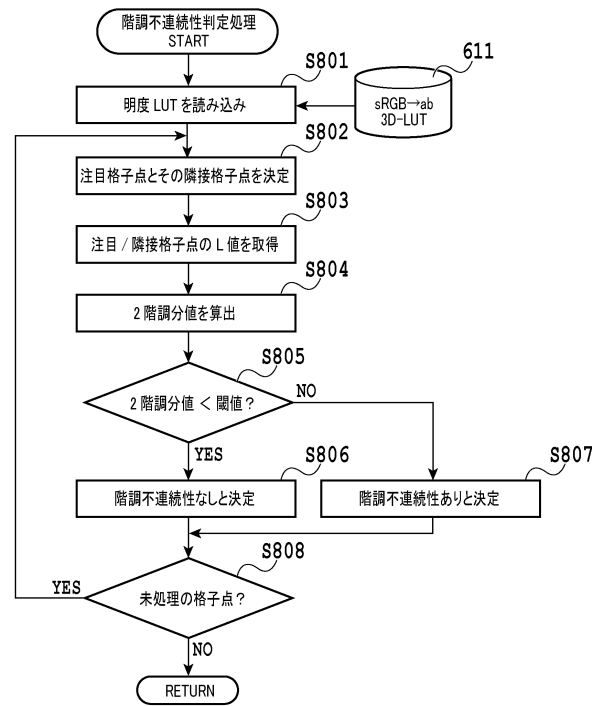 階調不連続性判定処理
START
S801
611
明度 LUT を読み込み
sRGB→ab
3D-LUT
S802
注目格子点とその隣接格子点を決定
S803
注目 / 隣接格子点の L 値を取得
S804
2 階調分値を算出
S805
2 階調分値 < 閾値?
NO
YES
S806
階調不連続性なしと決定
S807
階調不連続性ありと決定
S808
未処理の格子点?
YES
NO
RETURN